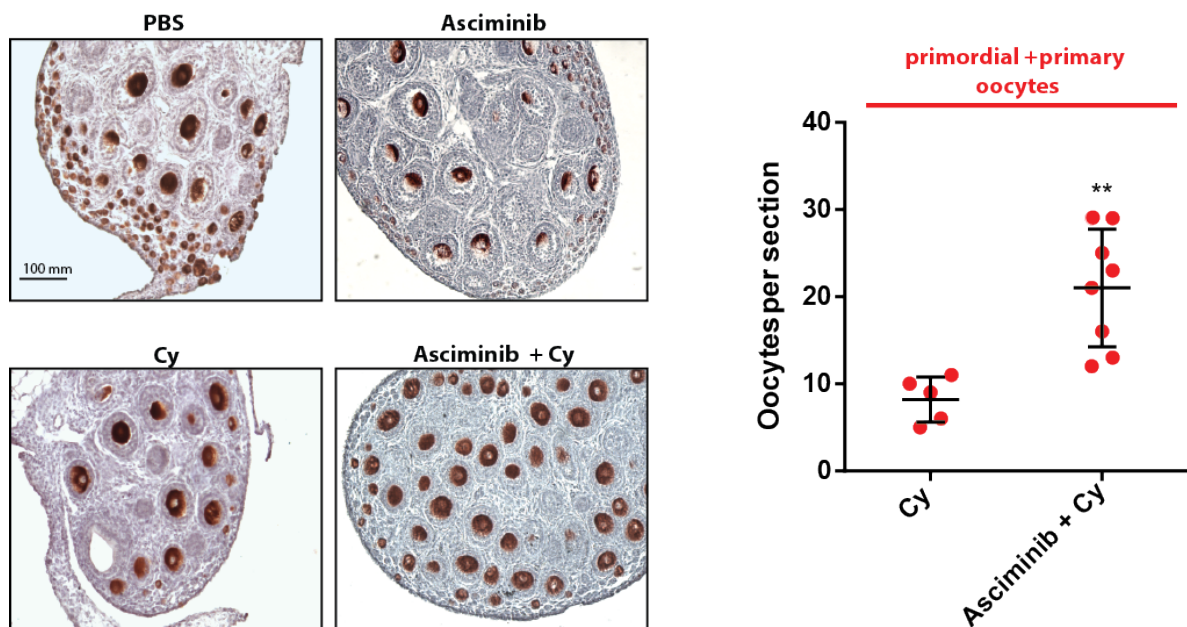 PBS
Asciminib
100 mm
Cy
Asciminib + Cy
primordial +primary
oocytes
Oocytes per section
40
30
20
10
0
**
Cy
Asciminib + Cy